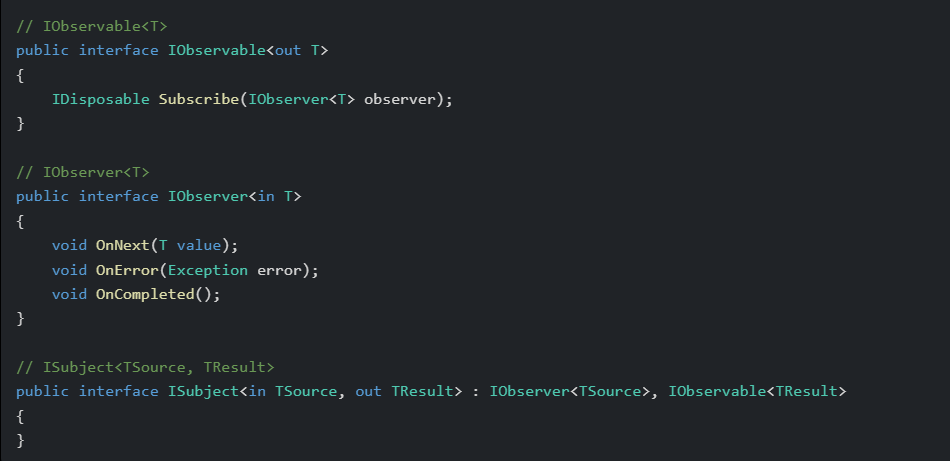 // IObservable<T>
public interface IObservable<out T>
{
    IDisposable Subscribe(IObserver<T> observer);
}

// IObserver<T>
public interface IObserver<in T>
{
    void OnNext(T value);
    void OnError(Exception error);
    void OnCompleted();
}

// ISubject<TSource, TResult>
public interface ISubject<in TSource, out TResult> : IObserver<TSource>, IObservable<TResult>
{
}